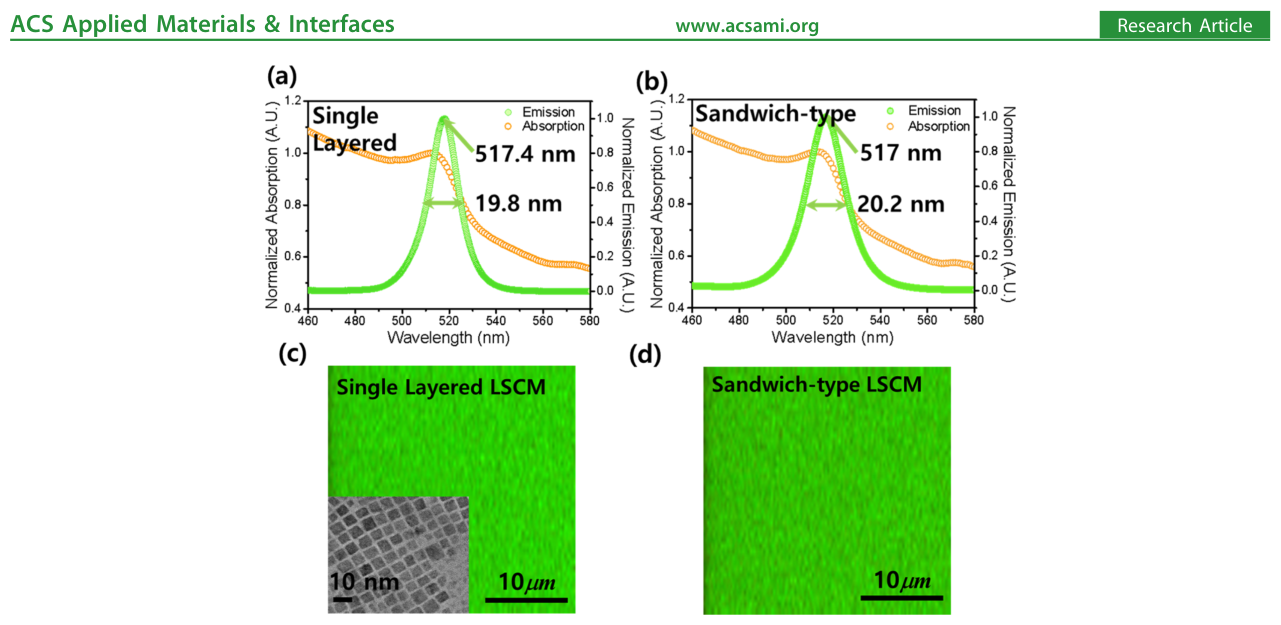 ACS Applied Materials & Interfaces
www.acsami.org
Research Article
(a)
Single
Layered
Emission
Absorption
517.4 nm
19.8 nm
Normalized Absorption (A.U.)
1.2
1.0
0.8
0.6
0.4
Normalized Emission (A.U.)
1.0
0.8
0.6
0.4
0.2
0.0
460 480 500 520 540 560 580
Wavelength (nm)
(b)
Sandwich-type
Emission
Absorption
517 nm
20.2 nm
Normalized Absorption (A.U.)
1.2
1.0
0.8
0.6
0.4
Normalized Emission (A.U.)
1.0
0.8
0.6
0.4
0.2
0.0
460 480 500 520 540 560 580
Wavelength (nm)
(c)
Single Layered LSCM
10 nm
10 μm
(d)
Sandwich-type LSCM
10 μm